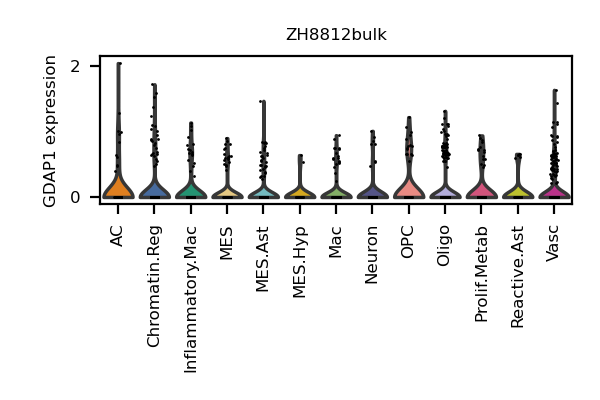 ZH8812bulk
GDAP1 expression
2
0
AC
Chromatin.Reg
Inflammatory.Mac
MES
MES.Ast
MES.Hyp
Mac
Neuron
OPC
Oligo
Prolif.Metab
Reactive.Ast
Vasc